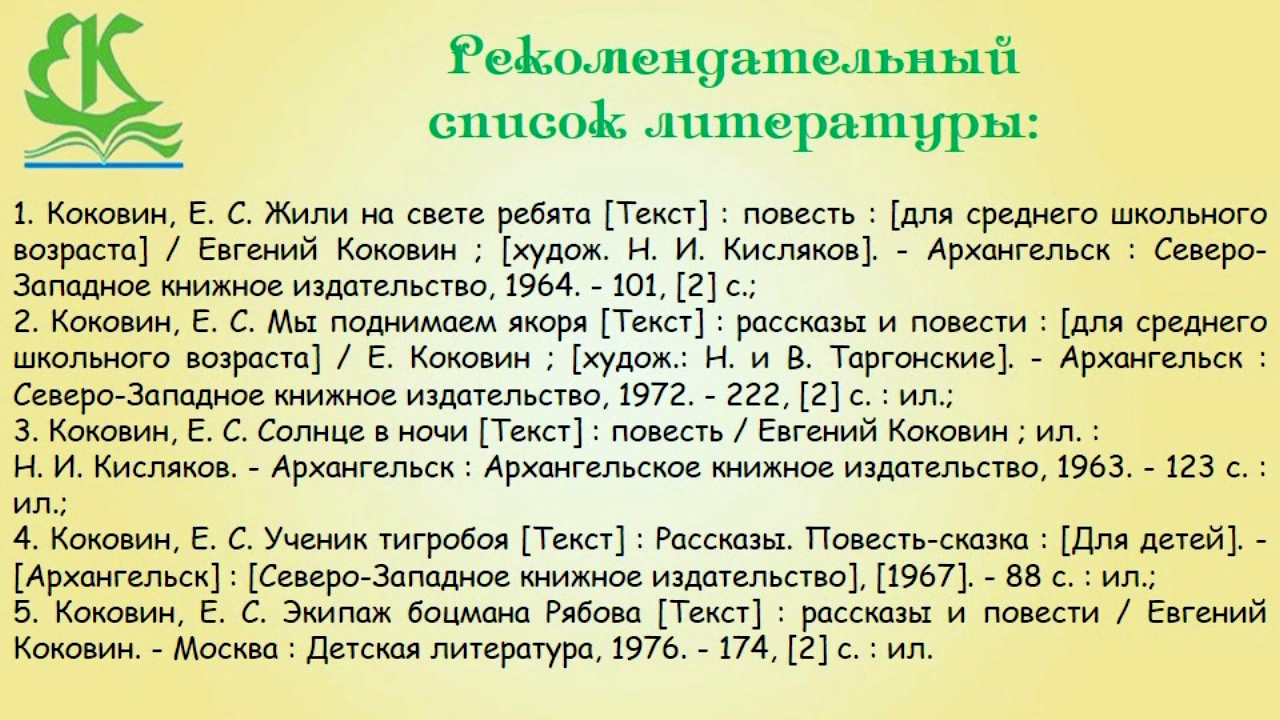 ЕК
Рекомендательный
список литературы:
1. Коковин, Е. С. Жили на свете ребята [Текст] : повесть : [для среднего школьного
возраста] / Евгений Коковин ; [худож. Н. И. Кисляков]. - Архангельск : Северо-
Западное книжное издательство, 1964. - 101, [2] с.;
2. Коковин, Е. С. Мы поднимаем якоря [Текст] : рассказы и повести : [для среднего
школьного возраста] / Е. Коковин ; [худож.: Н. и В. Таргонские]. - Архангельск :
Северо-Западное книжное издательство, 1972. - 222, [2] с. : ил.;
3. Коковин, Е. С. Солнце в ночи [Текст] : повесть / Евгений Коковин ; ил. :
Н. И. Кисляков. - Архангельск : Архангельское книжное издательство, 1963. - 123 с. :
ил.;
4. Коковин, Е. С. Ученик тигробоя [Текст] : Рассказы. Повесть-сказка : [Для детей]. -
[Архангельск] : [Северо-Западное книжное издательство], [1967]. - 88 с. : ил.;
5. Коковин, Е. С. Экипаж боцмана Рябова [Текст] : рассказы и повести / Евгений
Коковин. - Москва : Детская литература, 1976. - 174, [2] с. : ил.